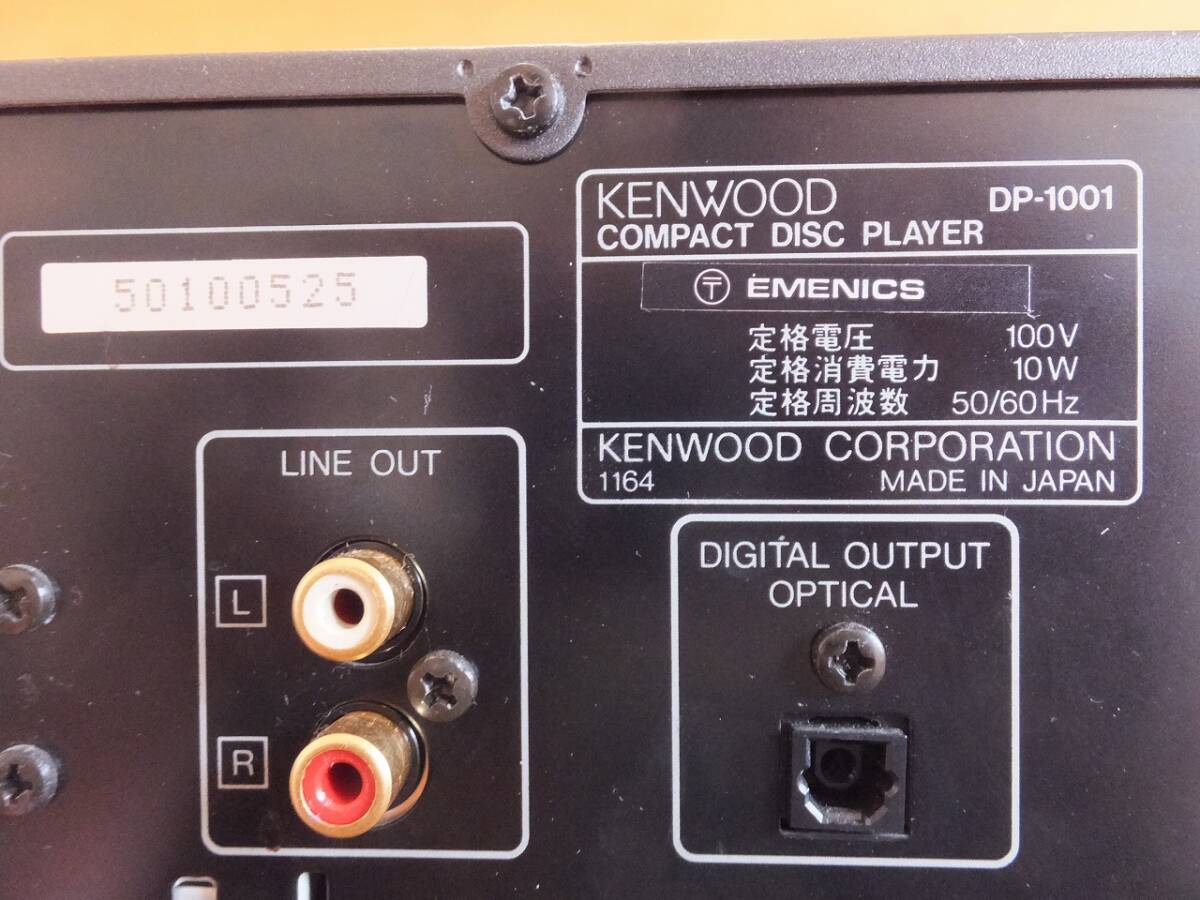 KENWOOD DP-1001
COMPACT DISC PLAYER
〒 EMENICS
定格電圧 100V
定格消費電力 10W
定格周波数 50/60Hz
KENWOOD CORPORATION
1164 MADE IN JAPAN
50100525
LINE OUT
L
R
DIGITAL OUTPUT
OPTICAL